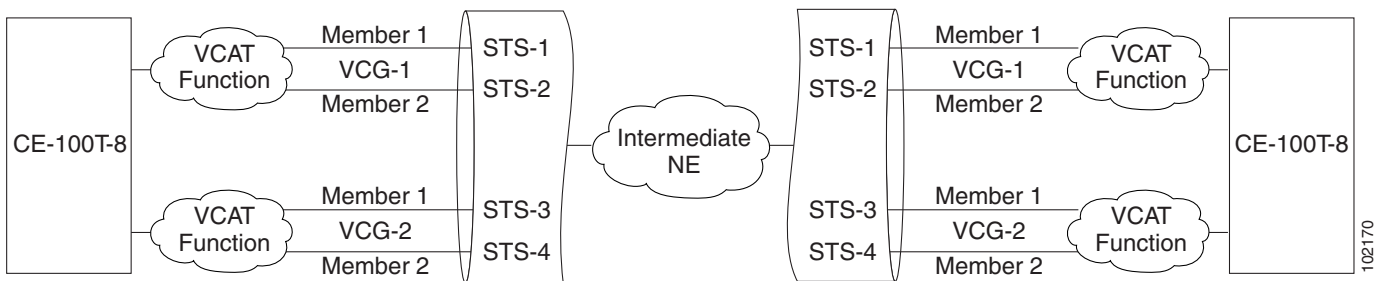 CE-100T-8
VCAT
Function
Member 1
VCG-1
Member 2
STS-1
STS-2
VCAT
Function
Member 1
VCG-2
Member 2
STS-3
STS-4
Intermediate
NE
STS-1
STS-2
Member 1
VCG-1
Member 2
VCAT
Function
STS-3
STS-4
Member 1
VCG-2
Member 2
VCAT
Function
CE-100T-8
102170